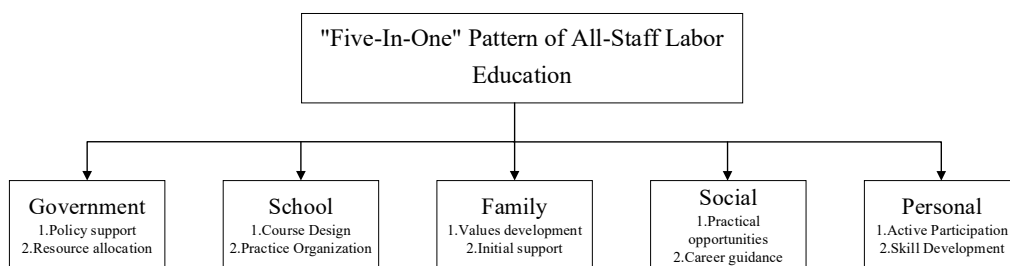 "Five-In-One" Pattern of All-Staff Labor
Education
Government
1.Policy support
2.Resource allocation
School
1.Course Design
2.Practice Organization
Family
1.Values development
2.Initial support
Social
1.Practical
opportunities
2.Career guidance
Personal
1.Active Participation
2.Skill Development